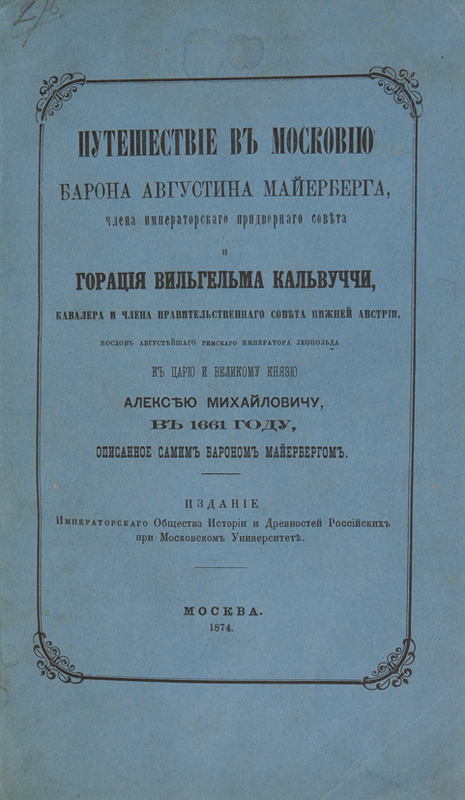 ПУТЕШЕСТВІЕ ВЪ МОСКОВІЮ
БАРОНА АВГУСТИНА МАЙЕРБЕРГА,
члена императорскаго придворнаго совѣта
и
ГОРАЦІЯ ВИЛЬГЕЛЬМА КАЛЬВУЧЧИ,
КАВАЛЕРА И ЧЛЕНА ПРАВИТЕЛЬСТВЕННАГО СОВѢТА НИЖНЕЙ АВСТРІИ,
ПОСЛОВЪ АВГУСТѢЙШАГО РИМСКАГО ИМПЕРАТОРА ЛЕОПОЛЬДА
КЪ ЦАРЮ И ВЕЛИКОМУ КНЯЗЮ
АЛЕКСѢЮ МИХАЙЛОВИЧУ,
ВЪ 1661 ГОДУ,
ОПИСАННОЕ САМИМЪ БАРОНОМЪ МАЙЕРБЕРГОМЪ.
ИЗДАНІЕ
Императорскаго Общества Исторіи и Древностей Россійскихъ
при Московскомъ Университетѣ.
МОСКВА.
1874.